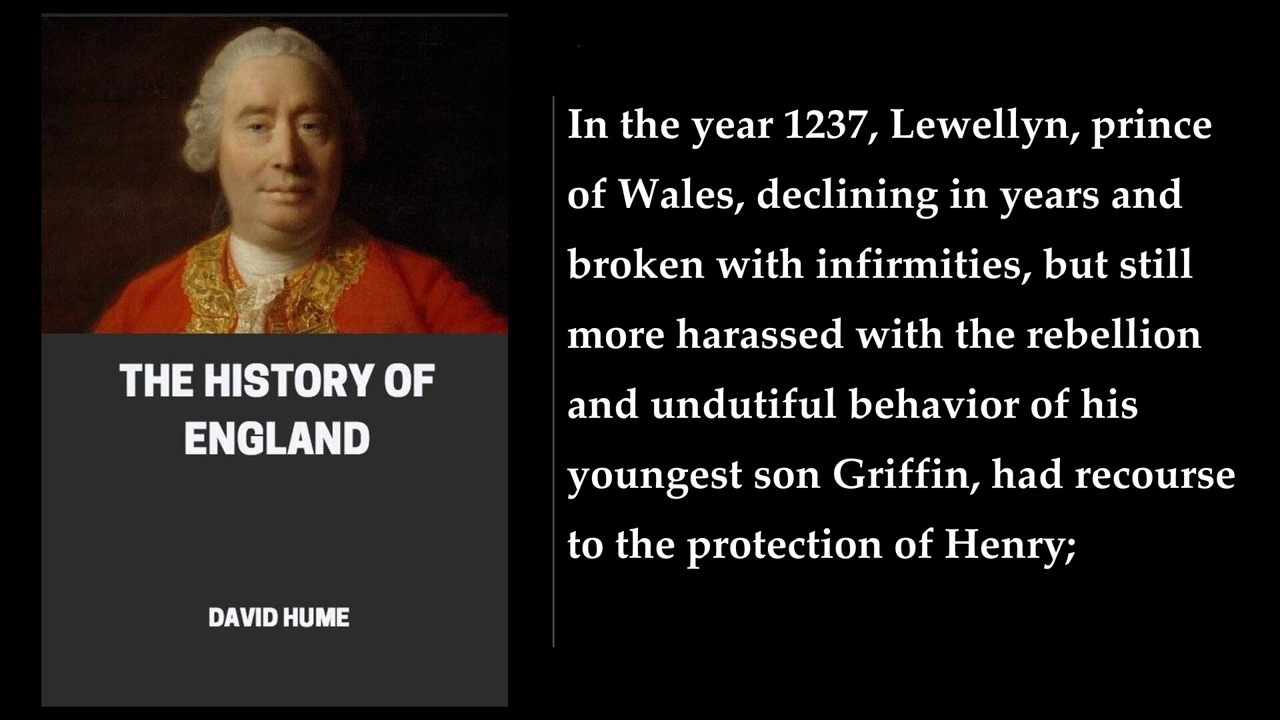 THE HISTORY OF
ENGLAND
DAVID HUME
In the year 1237, Lewellyn, prince
of Wales, declining in years and
broken with infirmities, but still
more harassed with the rebellion
and undutiful behavior of his
youngest son Griffin, had recourse
to the protection of Henry;